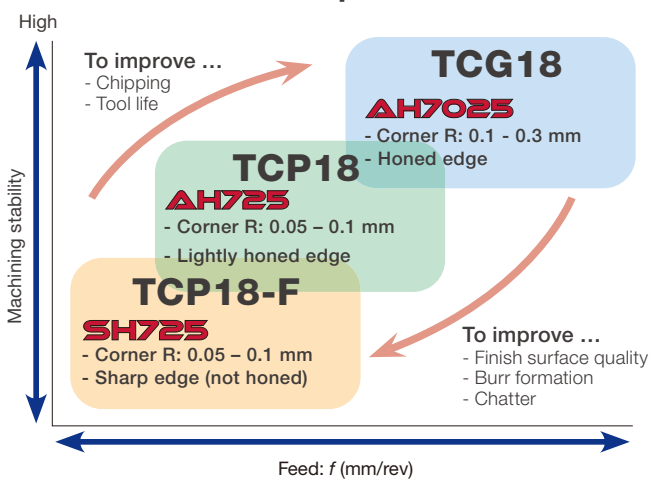 High
To improve ...
- Chipping
- Tool life
TCG18
AH7025
- Corner R: 0.1 - 0.3 mm
- Honed edge
TCP18
AH725
- Corner R: 0.05 – 0.1 mm
- Lightly honed edge
TCP18-F
SH725
- Corner R: 0.05 – 0.1 mm
- Sharp edge (not honed)
To improve ...
- Finish surface quality
- Burr formation
- Chatter
Machining stability
Feed: f (mm/rev)